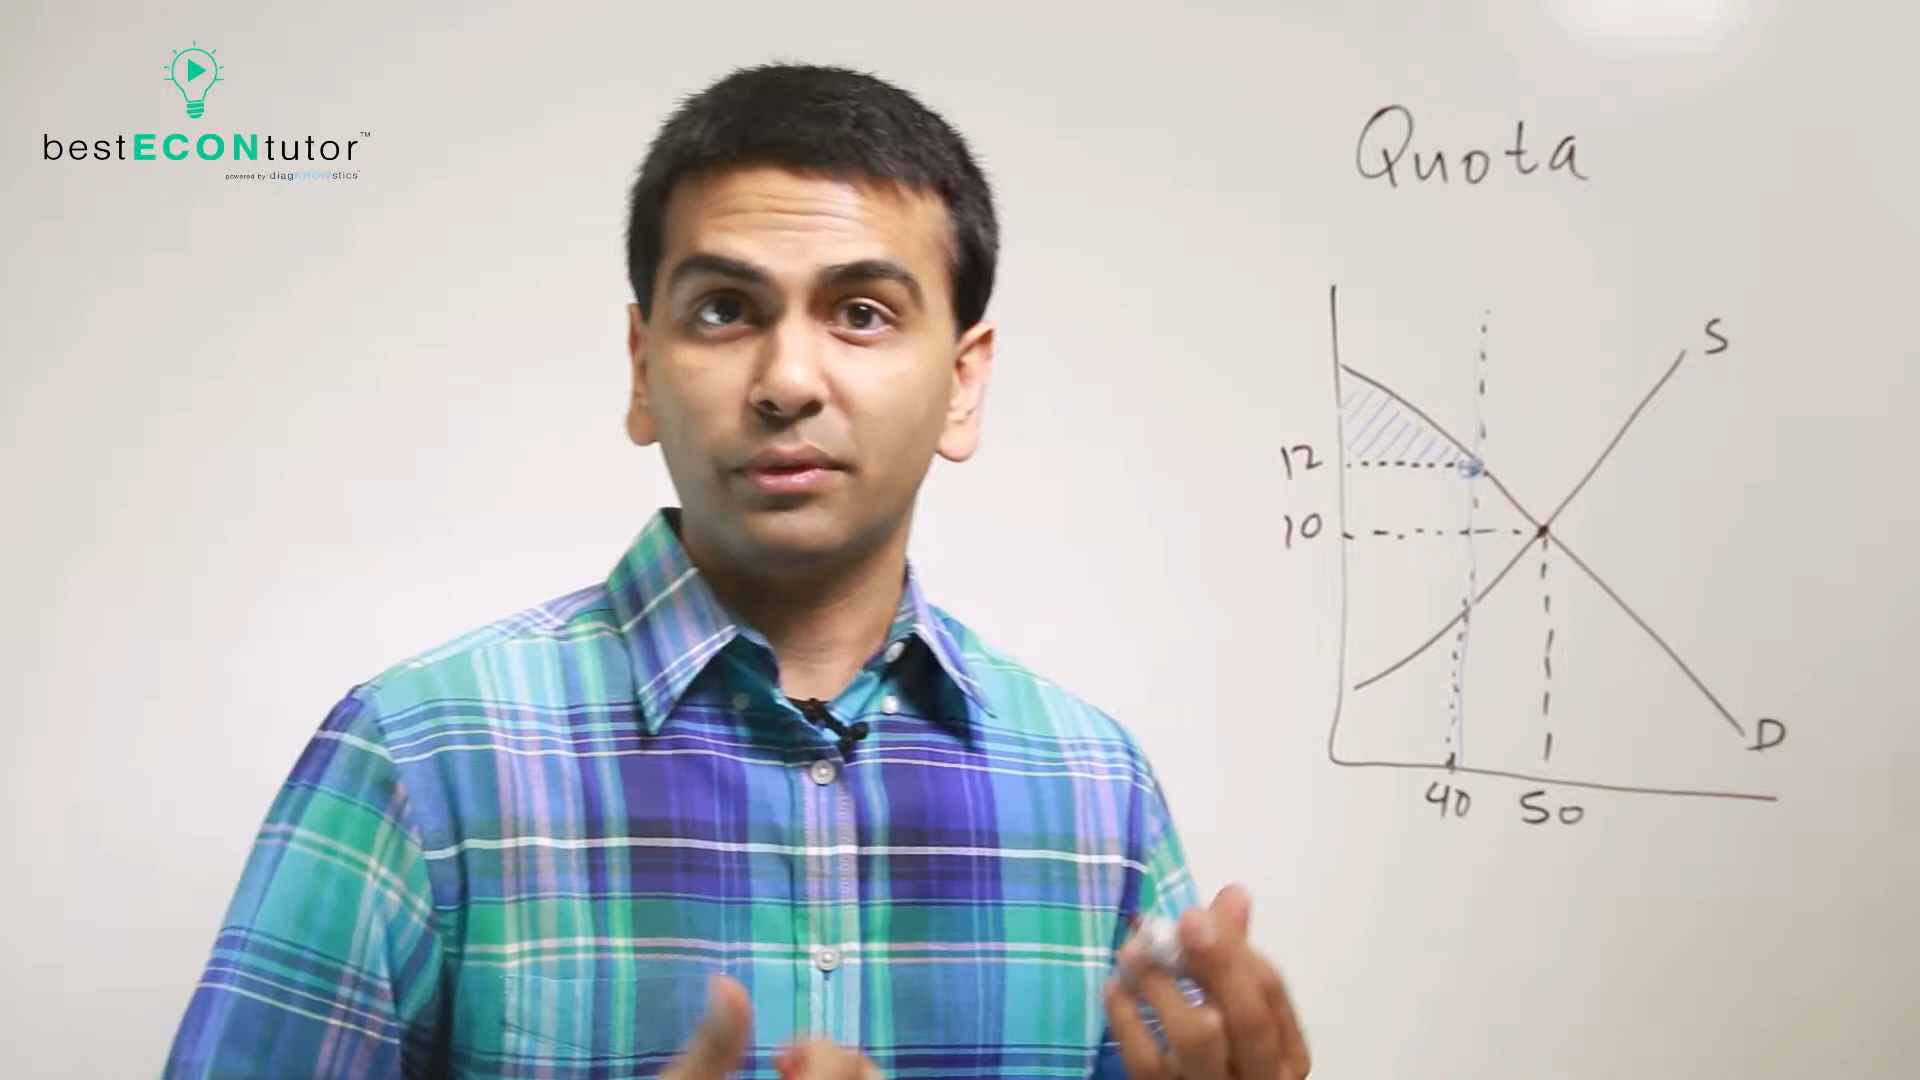 bestECONtutor™
powered by: diagKNOWstics
Quota
S
12
10
D
40 50